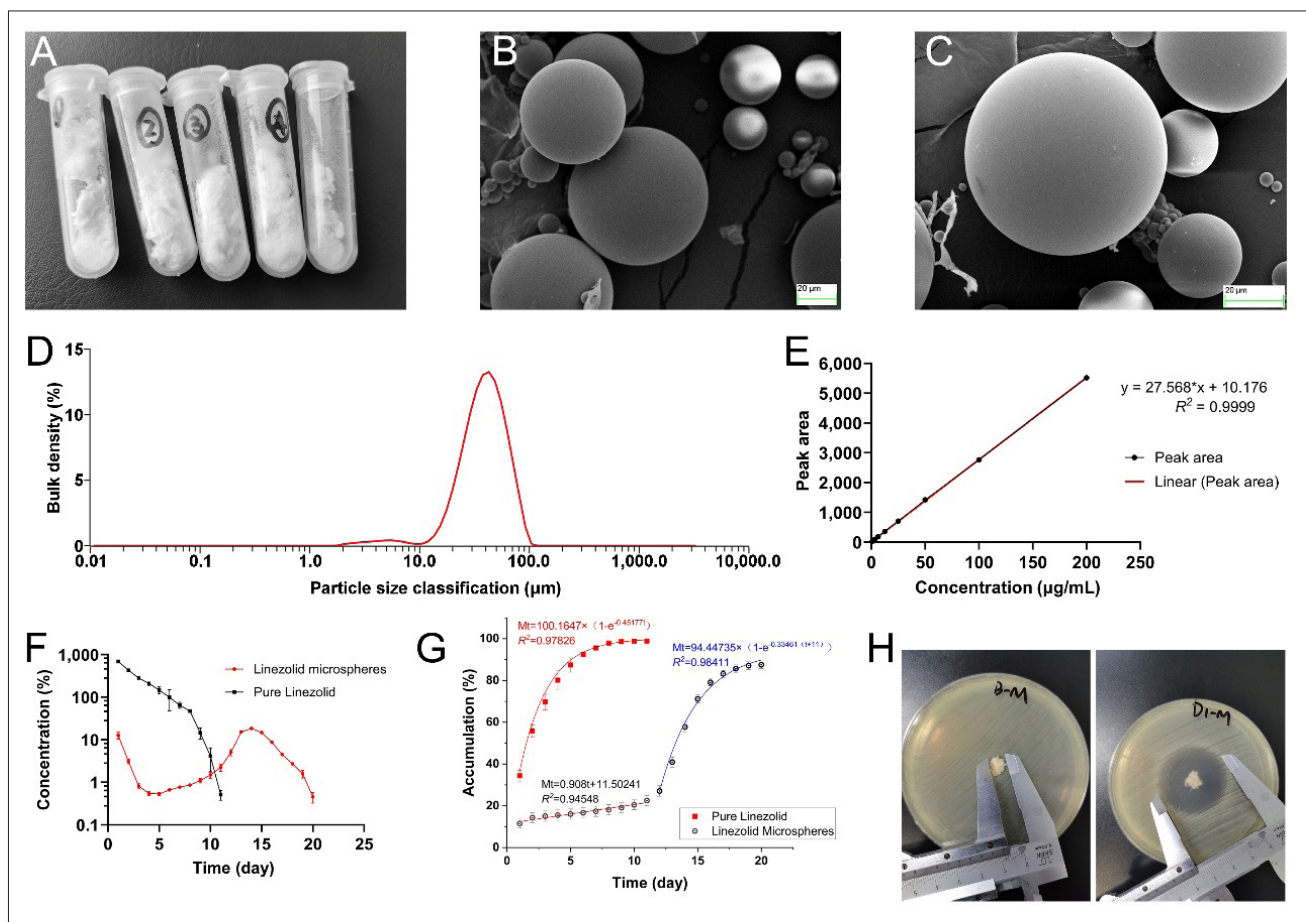 A
2
3
4
B
20 µm
C
20 µm
D
15
10
5
0
Bulk density (%)
0.01 0.1 1.0 10.0 100.0 1,000.0 10,000.0
Particle size classification (µm)
E
6,000
5,000
4,000
3,000
2,000
1,000
0
Peak area
0 50 100 150 200 250
Concentration (µg/mL)
y = 27.568*x + 10.176
R² = 0.9999
Peak area
Linear (Peak area)
F
1,000
100
10
1
0.1
Concentration (%)
0 5 10 15 20 25
Time (day)
Linezolid microspheres
Pure Linezolid
G
100
80
60
40
20
0
Accumulation (%)
0 5 10 15 20
Time (day)
Mt=100.1647×（1-e-0.45177t）
R²=0.97826
Mt=94.44735×（1-e-0.33461（t+11）
R²=0.98411
Mt=0.908t+11.50241
R²=0.94548
Pure Linezolid
Linezolid Microspheres
H
B-M
D1-M